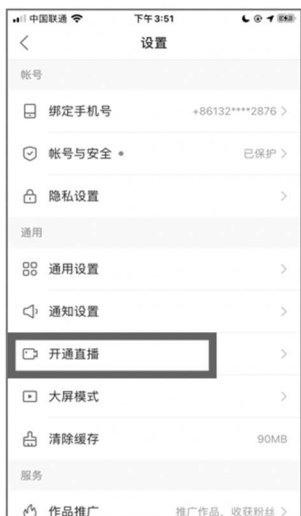 中国联通 下午3:51
设置
帐号
绑定手机号 +86132****2876
帐号与安全 已保护
隐私设置
通用
通用设置
通知设置
开通直播
大屏模式
清除缓存 90MB
服务
作品推广 推广作品，收获粉丝